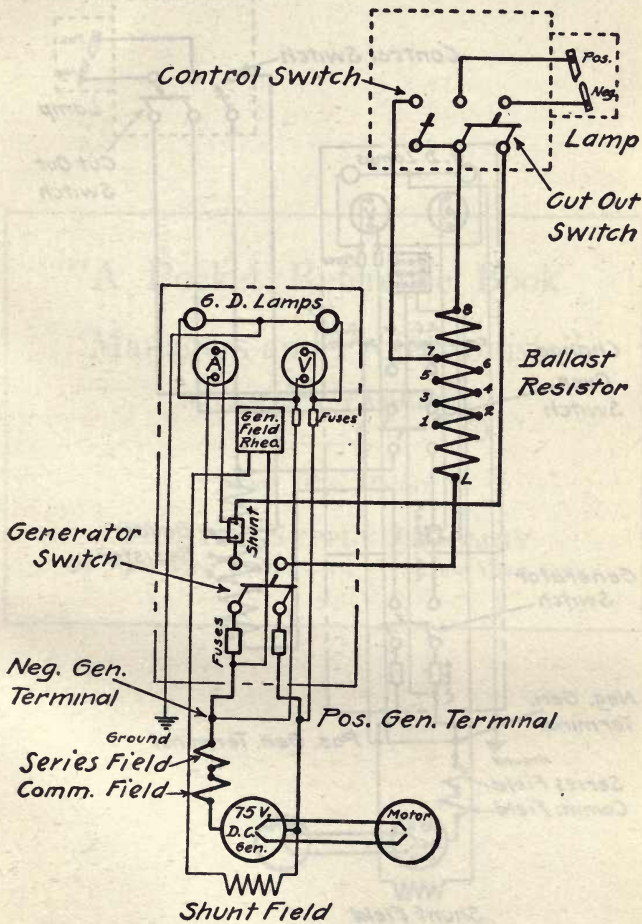 Control Switch
Pos.
Neg.
Lamp
Cut Out
Switch
6. D. Lamps
A
V
Fuses
Gen.
Field
Rheo.
8
7
6
5
4
3
2
1
L
Ballast
Resistor
Shunt
Generator
Switch
Fuses
Neg. Gen.
Terminal
Pos. Gen. Terminal
Ground
Series Field
Comm. Field
75 V.
D.C.
Gen.
Motor
Shunt Field